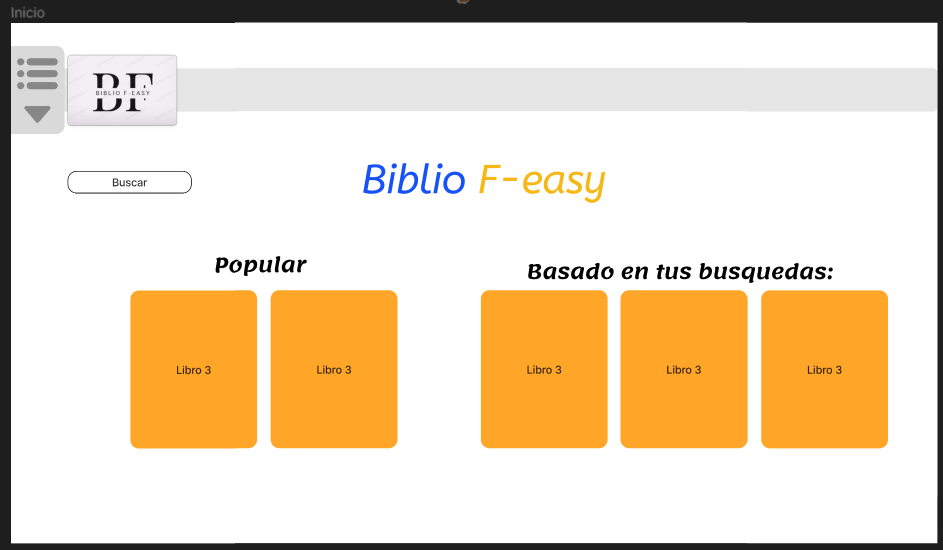 Inicio
BF
BIBLIO F-EASY
Buscar
Biblio F-easy
Popular
Basado en tus busquedas:
Libro 3
Libro 3
Libro 3
Libro 3
Libro 3